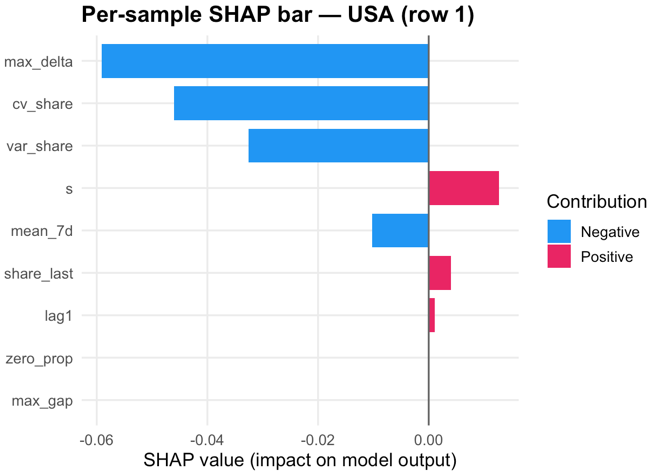 Per-sample SHAP bar — USA (row 1)
max_delta
cv_share
var_share
s
mean_7d
share_last
lag1
zero_prop
max_gap
-0.06 -0.04 -0.02 0.00
SHAP value (impact on model output)
Contribution
Negative
Positive